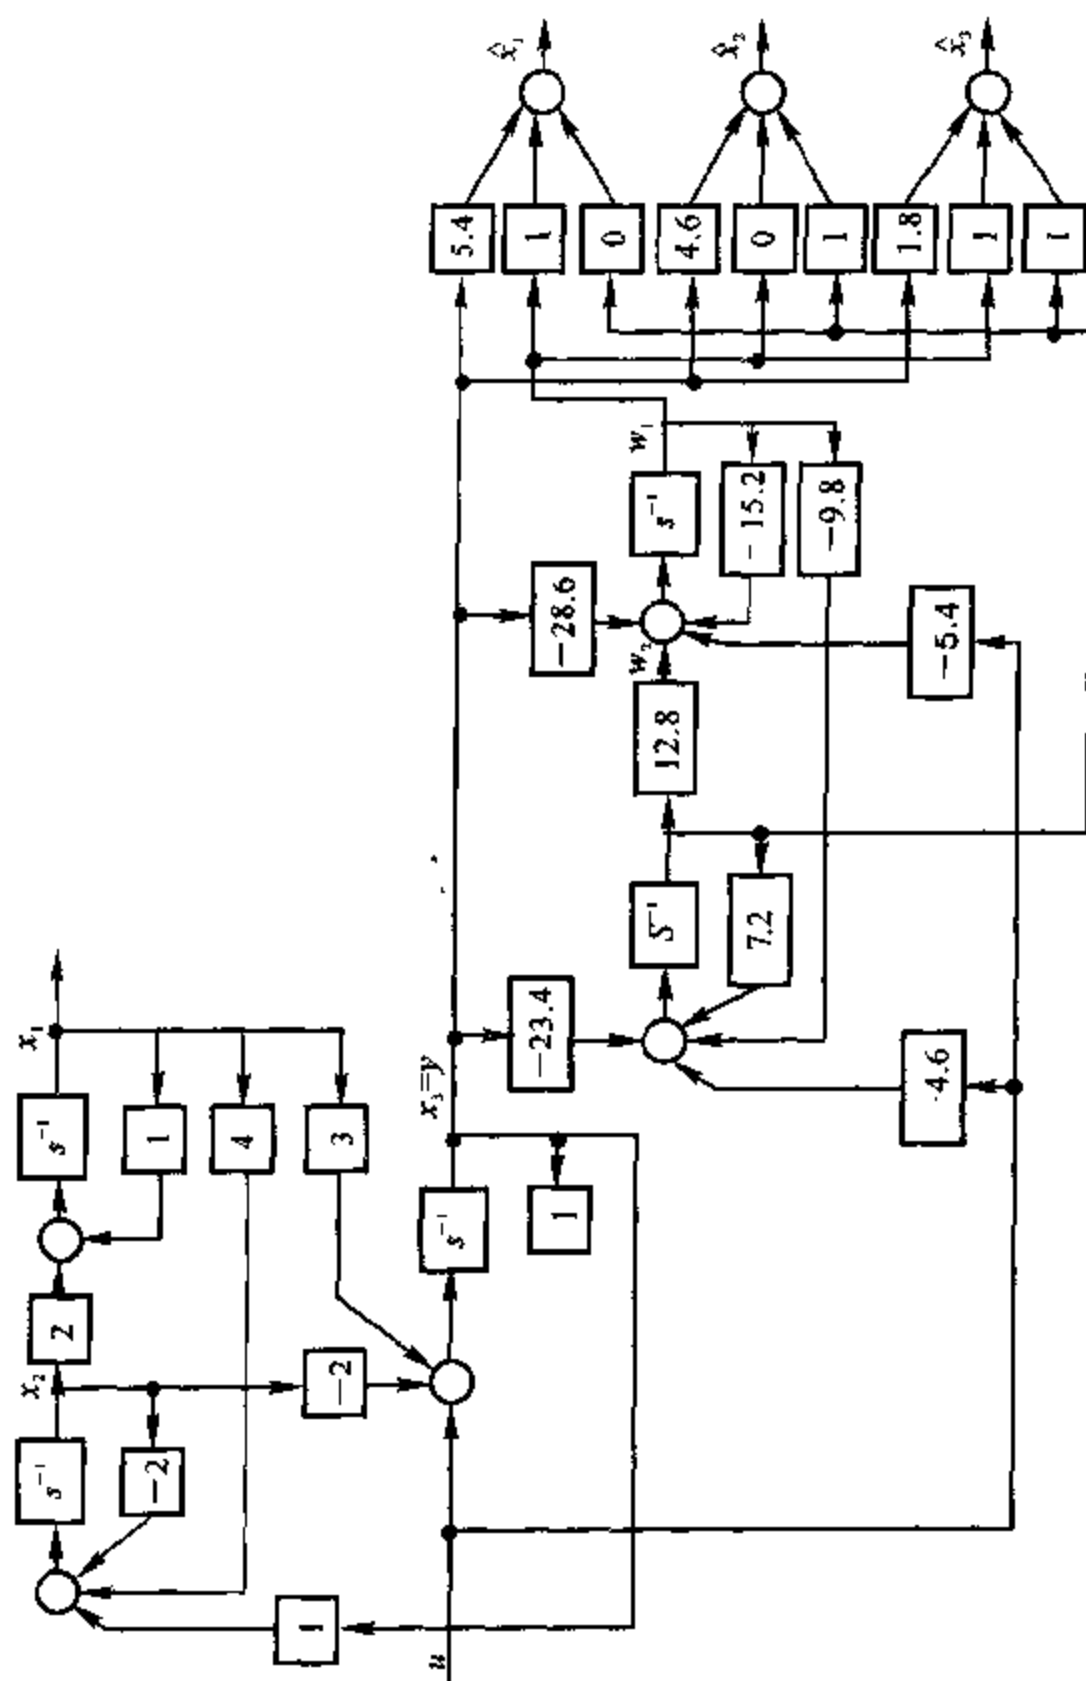 x₂
x₁
s⁻¹
2
s⁻¹
−2
1
4
1
−2
3
u
x₃=y
s⁻¹
5.4
x̂₁
1
−23.4
−28.6
1
0
w₂
w₁
S⁻¹
12.8
s⁻¹
4.6
x̂₂
7.2
−15.2
0
−9.8
1
1.8
-4.6
−5.4
x̂₃
1
1